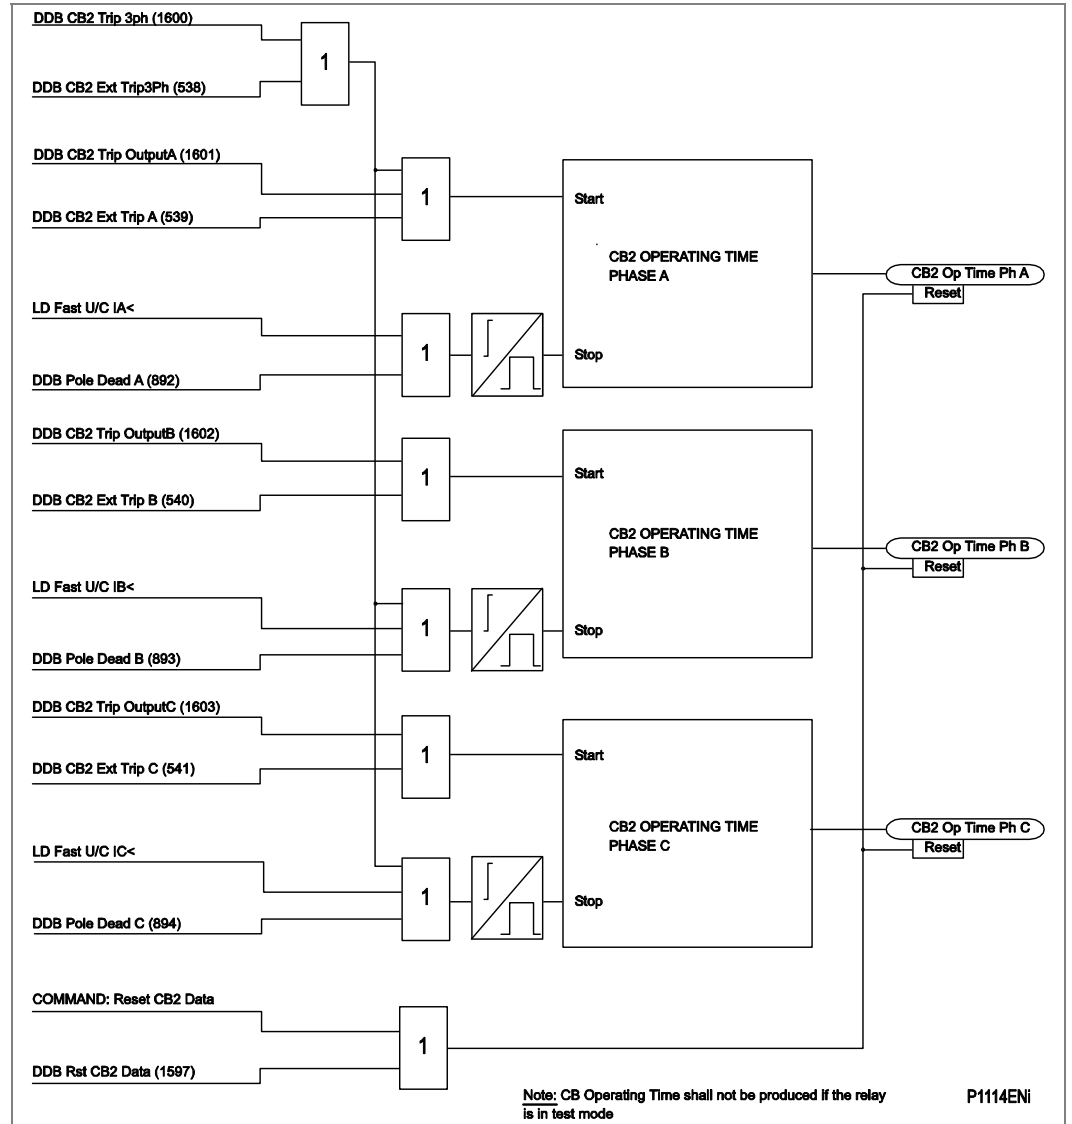 DDB CB2 Trip 3ph (1600)
1
DDB CB2 Ext Trip3Ph (538)
DDB CB2 Trip OutputA (1601)
1
Start
DDB CB2 Ext Trip A (539)
CB2 OPERATING TIME
PHASE A
CB2 Op Time Ph A
Reset
LD Fast U/C IA<
1
Stop
DDB Pole Dead A (892)
DDB CB2 Trip OutputB (1602)
1
Start
DDB CB2 Ext Trip B (540)
CB2 OPERATING TIME
PHASE B
CB2 Op Time Ph B
Reset
LD Fast U/C IB<
1
Stop
DDB Pole Dead B (893)
DDB CB2 Trip OutputC (1603)
1
Start
DDB CB2 Ext Trip C (541)
CB2 OPERATING TIME
PHASE C
CB2 Op Time Ph C
Reset
LD Fast U/C IC<
1
Stop
DDB Pole Dead C (894)
COMMAND: Reset CB2 Data
1
DDB Rst CB2 Data (1597)
Note: CB Operating Time shall not be produced if the relay
is in test mode
P1114ENi